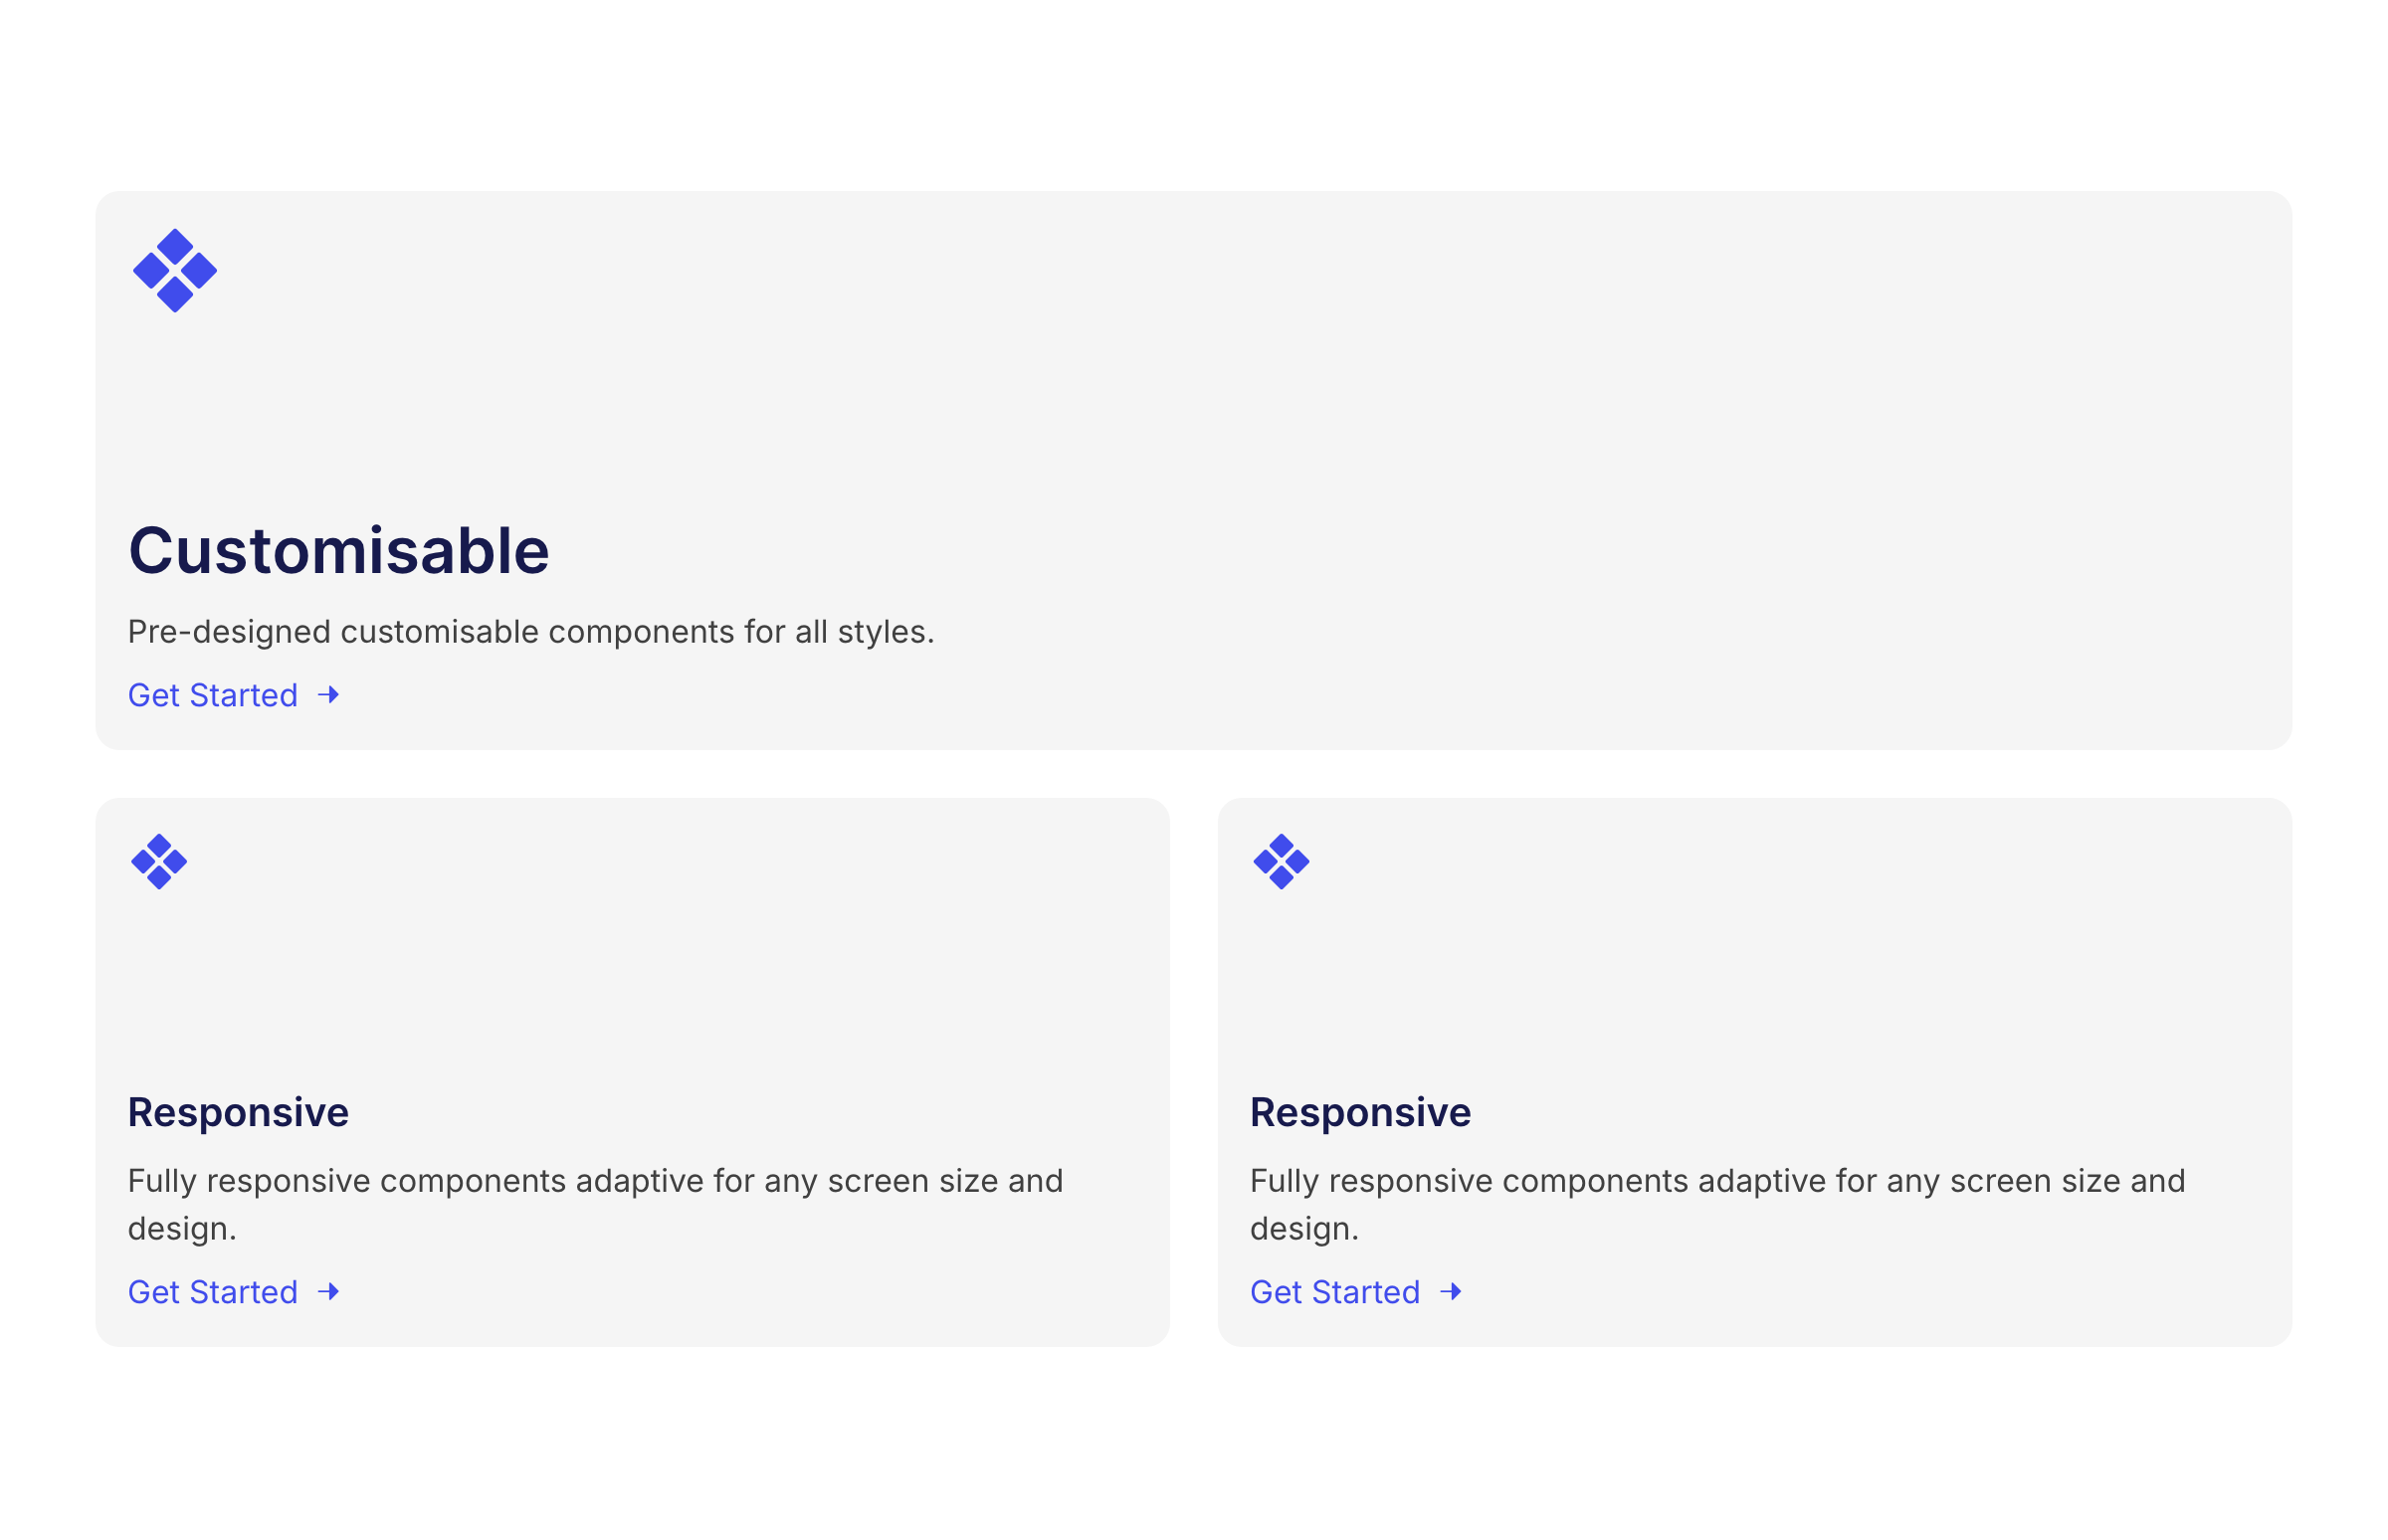 Customisable
Pre-designed customisable components for all styles.
Get Started
Responsive
Fully responsive components adaptive for any screen size and
design.
Get Started
Responsive
Fully responsive components adaptive for any screen size and
design.
Get Started